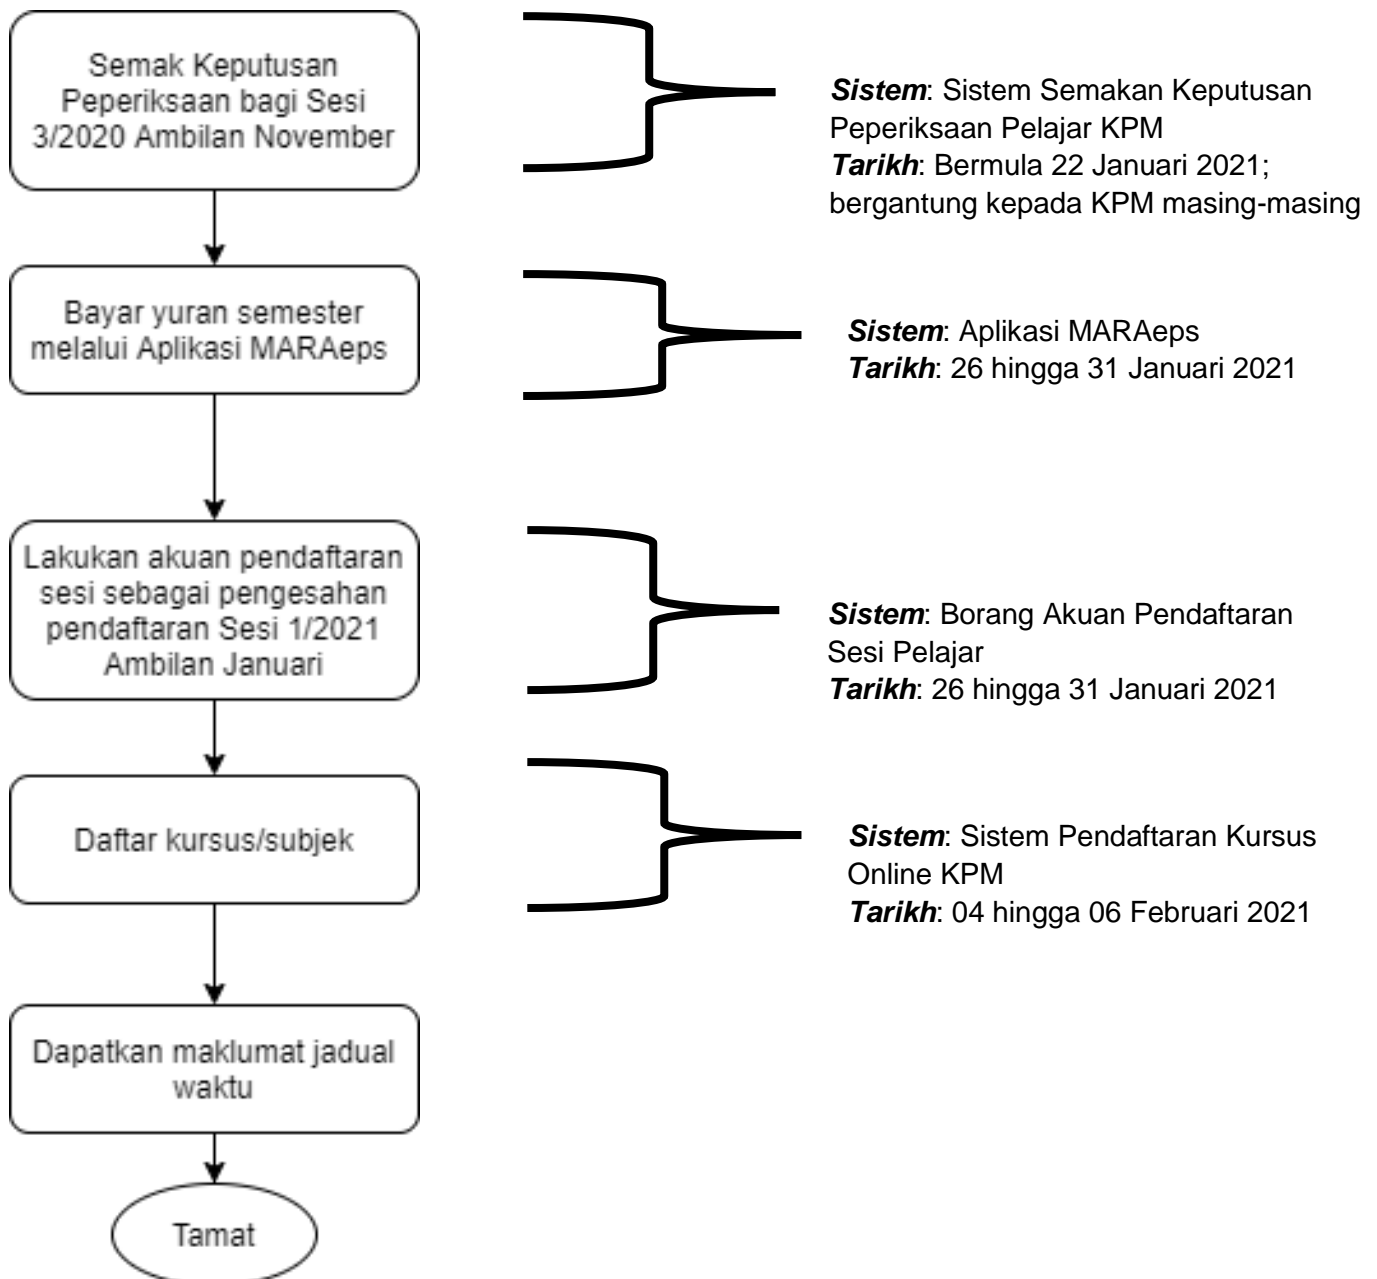 Semak Keputusan
Peperiksaan bagi Sesi
3/2020 Ambilan November
Sistem: Sistem Semakan Keputusan
Peperiksaan Pelajar KPM
Tarikh: Bermula 22 Januari 2021;
bergantung kepada KPM masing-masing
Bayar yuran semester
melalui Aplikasi MARAeps
Sistem: Aplikasi MARAeps
Tarikh: 26 hingga 31 Januari 2021
Lakukan akuan pendaftaran
sesi sebagai pengesahan
pendaftaran Sesi 1/2021
Ambilan Januari
Sistem: Borang Akuan Pendaftaran
Sesi Pelajar
Tarikh: 26 hingga 31 Januari 2021
Daftar kursus/subjek
Sistem: Sistem Pendaftaran Kursus
Online KPM
Tarikh: 04 hingga 06 Februari 2021
Dapatkan maklumat jadual
waktu
Tamat